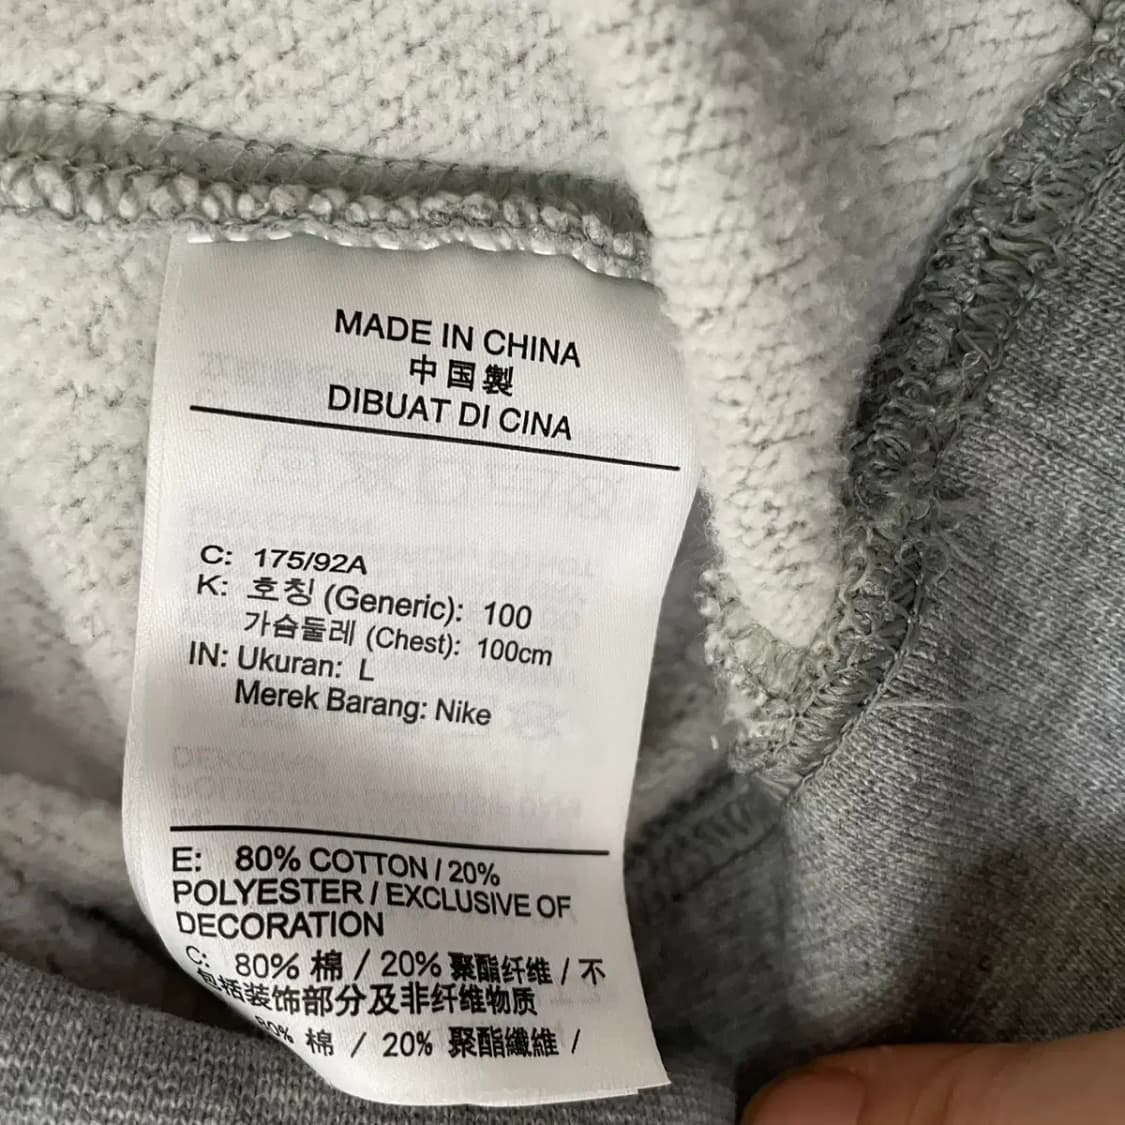 MADE IN CHINA
中国製
DIBUAT DI CINA
C: 175/92A
K: 호칭 (Generic): 100
가슴둘레 (Chest): 100cm
IN: Ukuran: L
Merek Barang: Nike
E: 80% COTTON / 20%
POLYESTER / EXCLUSIVE OF
DECORATION
C: 80% 棉 / 20% 聚酯纤维 / 不
包括装饰部分及非纤维物质
80% 棉 / 20% 聚酯纖維 /